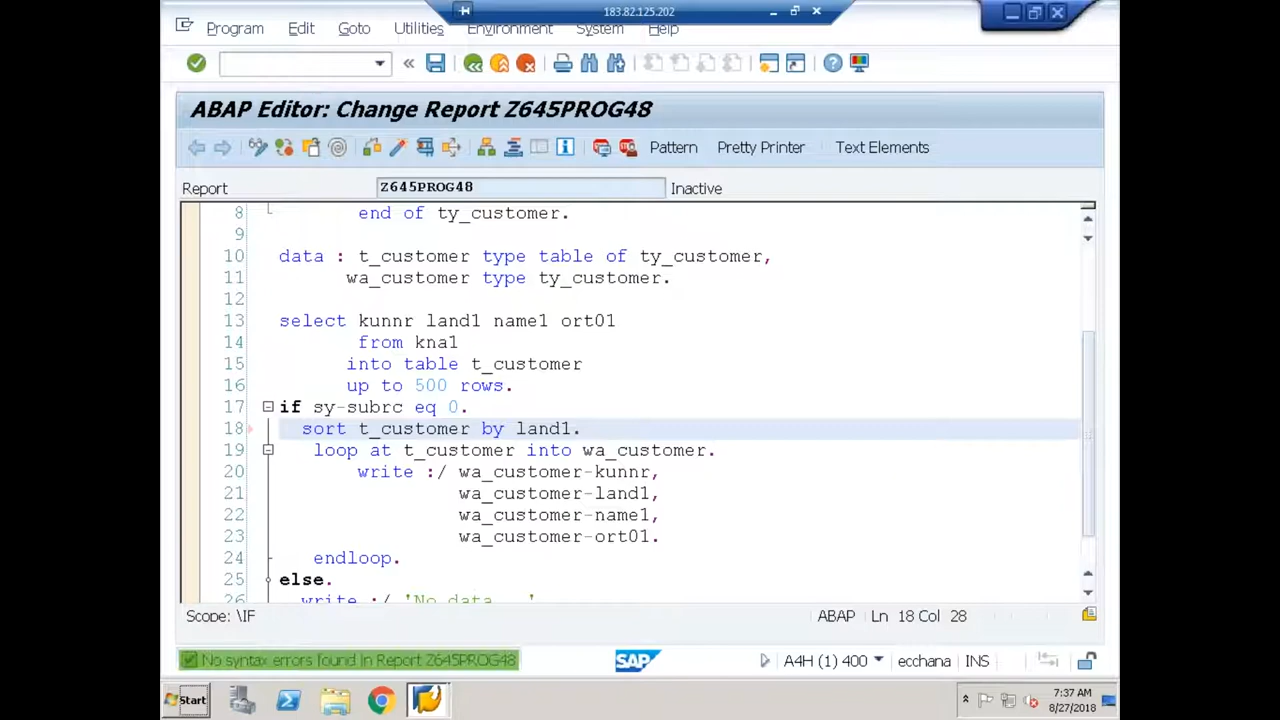 183.82.125.202
Program Edit Goto Utilities Environment System Help
ABAP Editor: Change Report Z645PROG48
Pattern Pretty Printer Text Elements
Report Z645PROG48 Inactive
8 end of ty_customer.
9
10 data : t_customer type table of ty_customer,
11 wa_customer type ty_customer.
12
13 select kunnr land1 name1 ort01
14 from kna1
15 into table t_customer
16 up to 500 rows.
17 if sy-subrc eq 0.
18 sort t_customer by land1.
19 loop at t_customer into wa_customer.
20 write :/ wa_customer-kunnr,
21 wa_customer-land1,
22 wa_customer-name1,
23 wa_customer-ort01.
24 endloop.
25 else.
26 write :/ 'No data
Scope: \IF ABAP Ln 18 Col 28
No syntax errors found in Report Z645PROG48 SAP A4H (1) 400 ecchana INS
Start 7:37 AM
8/27/2018